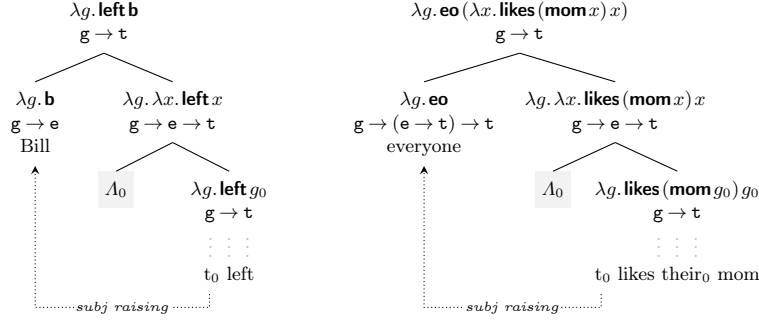 λg. left b
g → t
λg. b
g → e
Bill
λg. λx. left x
g → e → t
Λ₀
λg. left g₀
g → t
t₀ left
subj raising
λg. eo (λx. likes (mom x) x)
g → t
λg. eo
g → (e → t) → t
everyone
λg. λx. likes (mom x) x
g → e → t
Λ₀
λg. likes (mom g₀) g₀
g → t
t₀ likes their₀ mom
subj raising